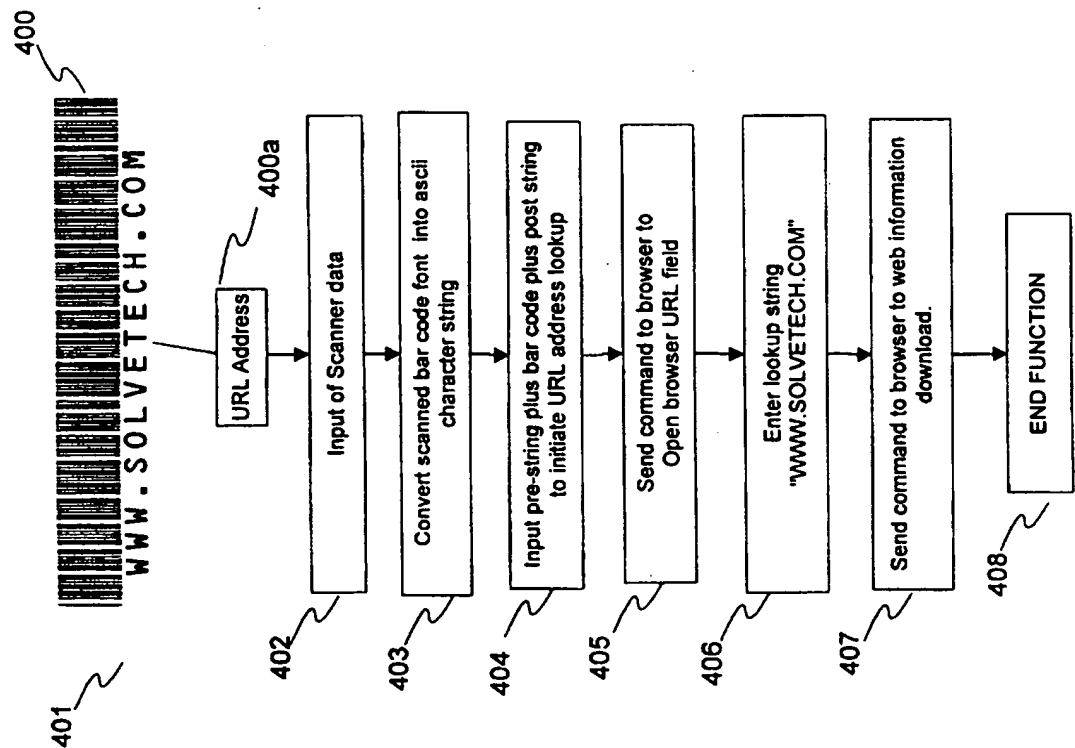 400
401
WWW.SOLVETECH.COM
400a
URL Address
402
Input of Scanner data
403
Convert scanned bar code font into ascii
character string
404
Input pre-string plus bar code plus post string
to initiate URL address lookup
405
Send command to browser to
Open browser URL field
406
Enter lookup string
"WWW.SOLVETECH.COM"
407
Send command to browser to web information
download.
408
END FUNCTION